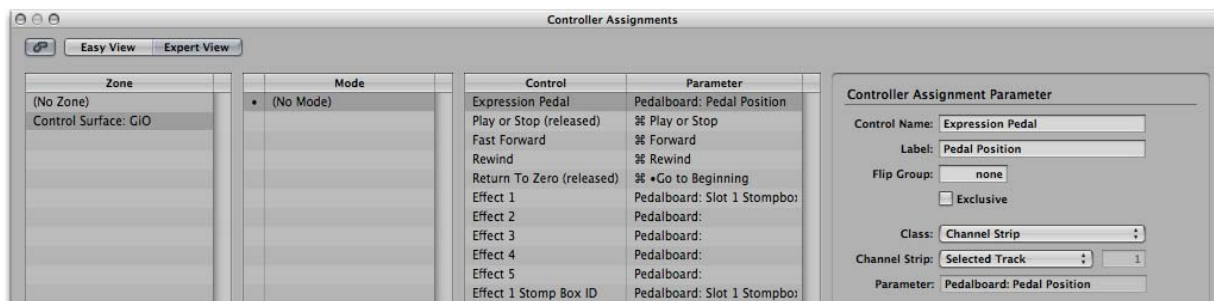 Controller Assignments
Easy View Expert View
Zone
(No Zone)
Control Surface: GiO
Mode
• (No Mode)
Control Parameter
Expression Pedal Pedalboard: Pedal Position
Play or Stop (released) ⌘ Play or Stop
Fast Forward ⌘ Forward
Rewind ⌘ Rewind
Return To Zero (released) ⌘ •Go to Beginning
Effect 1 Pedalboard: Slot 1 Stompbo
Effect 2 Pedalboard:
Effect 3 Pedalboard:
Effect 4 Pedalboard:
Effect 5 Pedalboard:
Effect 1 Stomp Box ID Pedalboard: Slot 1 Stompbo
Controller Assignment Parameter
Control Name: Expression Pedal
Label: Pedal Position
Flip Group: none
Exclusive
Class: Channel Strip
Channel Strip: Selected Track 1
Parameter: Pedalboard: Pedal Position